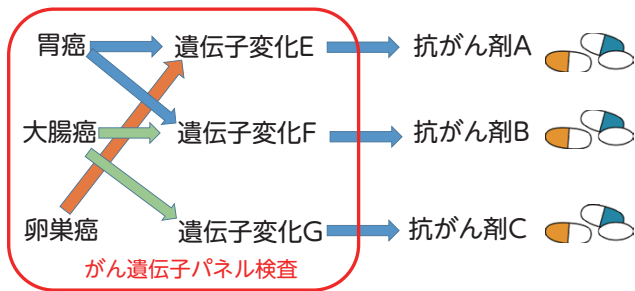 胃癌 遺伝子変化E 抗がん剤A
大腸癌 遺伝子変化F 抗がん剤B
卵巣癌 遺伝子変化G 抗がん剤C
がん遺伝子パネル検査